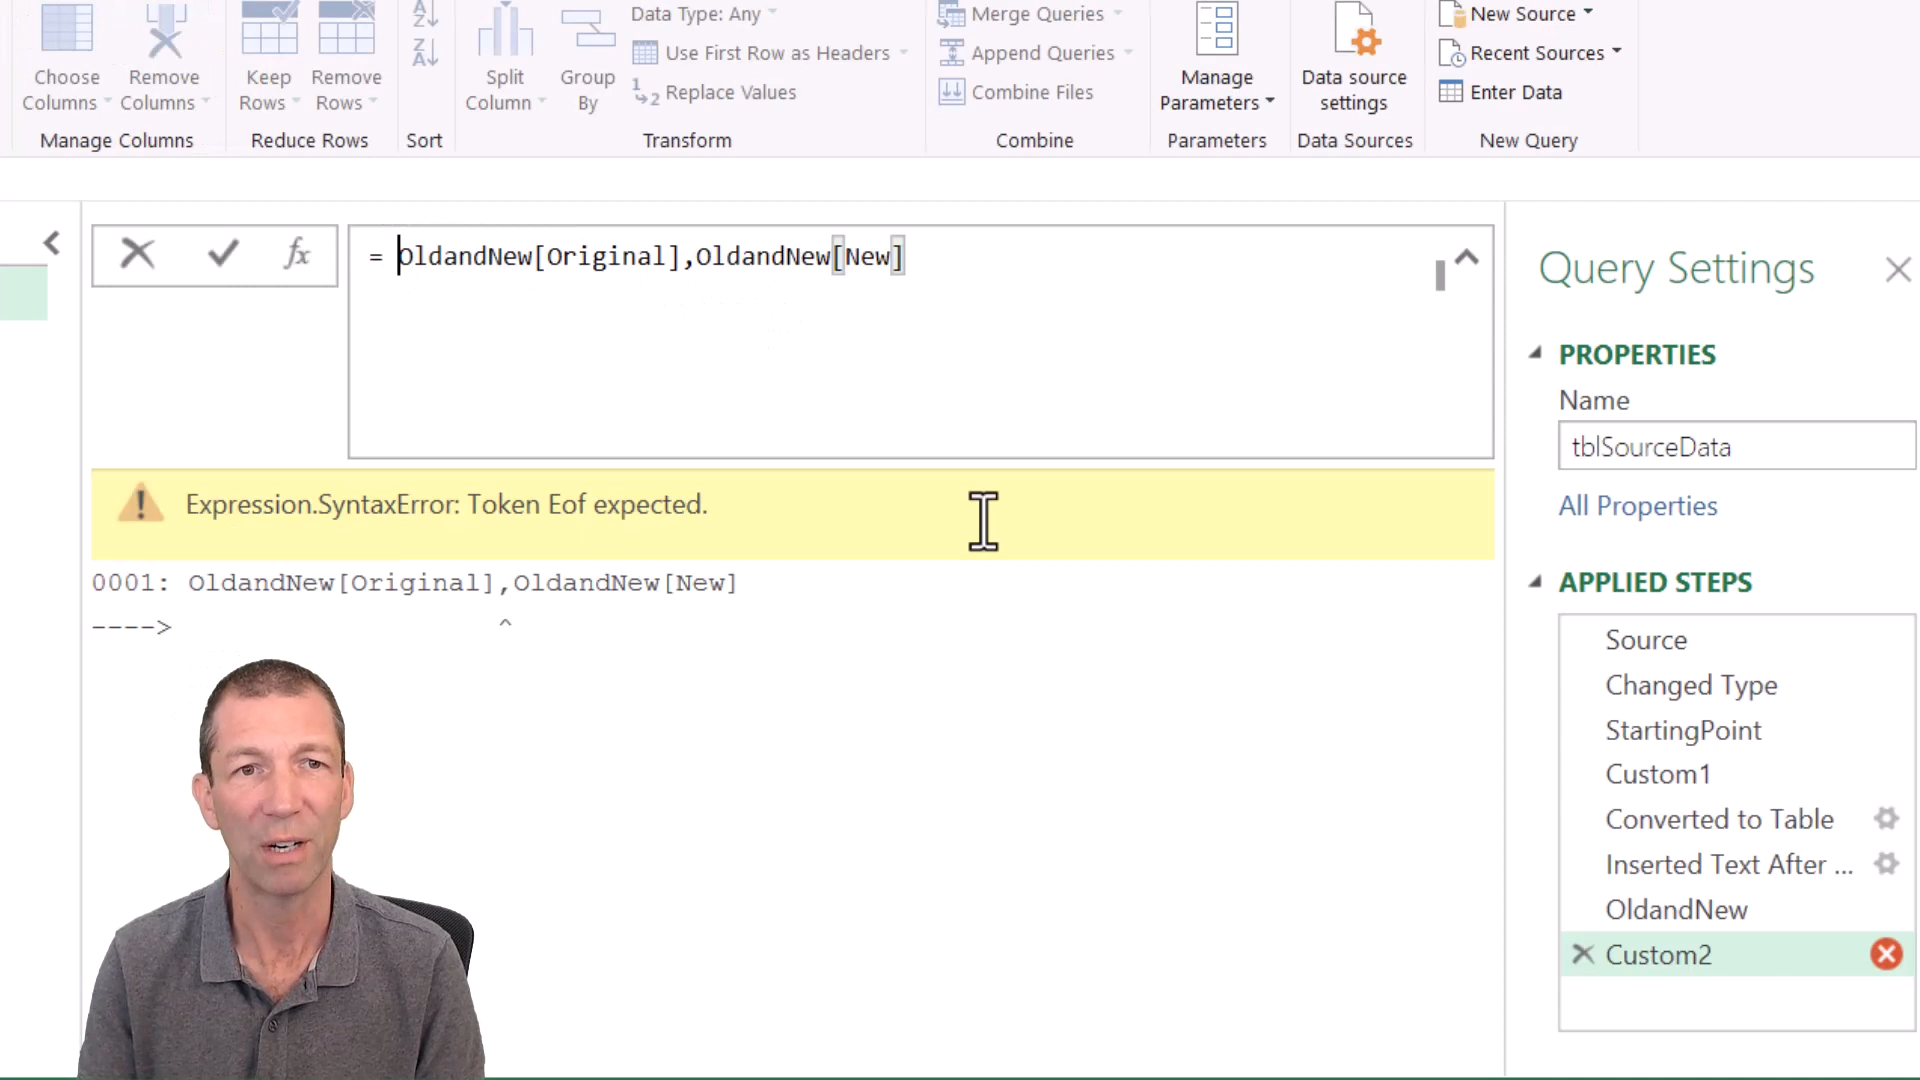 Data Type: Any
Merge Queries
New Source
Use First Row as Headers
Append Queries
Recent Sources
Choose Columns
Remove Columns
Keep Rows
Remove Rows
Split Column
Group By
Replace Values
Combine Files
Manage Parameters
Data source settings
Enter Data
Manage Columns
Reduce Rows
Sort
Transform
Combine
Parameters
Data Sources
New Query
fx
= OldandNew[Original],OldandNew[New]
Expression.SyntaxError: Token Eof expected.
0001: OldandNew[Original],OldandNew[New]
---->                    ^
Query Settings
PROPERTIES
Name
tblSourceData
All Properties
APPLIED STEPS
Source
Changed Type
StartingPoint
Custom1
Converted to Table
Inserted Text After ...
OldandNew
Custom2